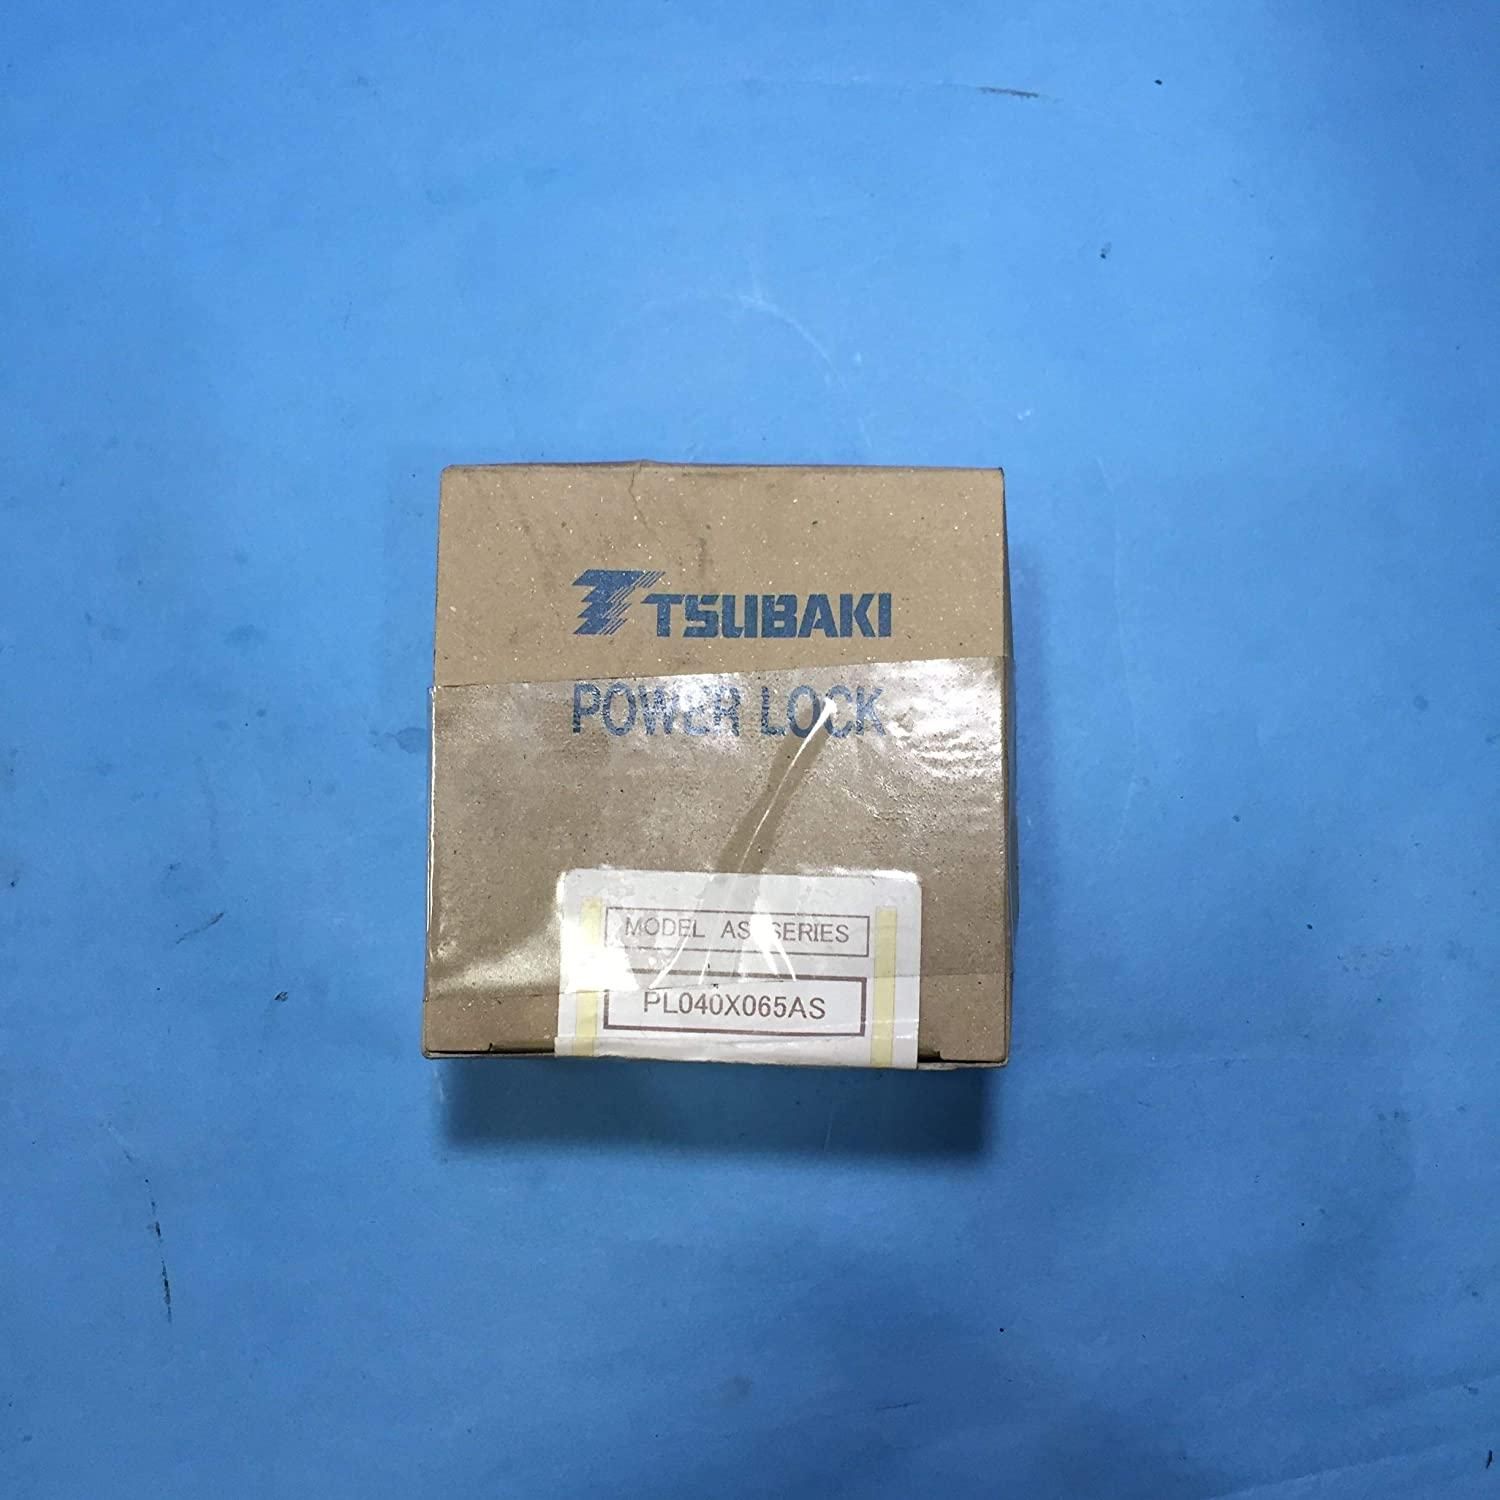 TSUBAKI
POWER LOCK
MODEL AS SERIES
PL040X065AS